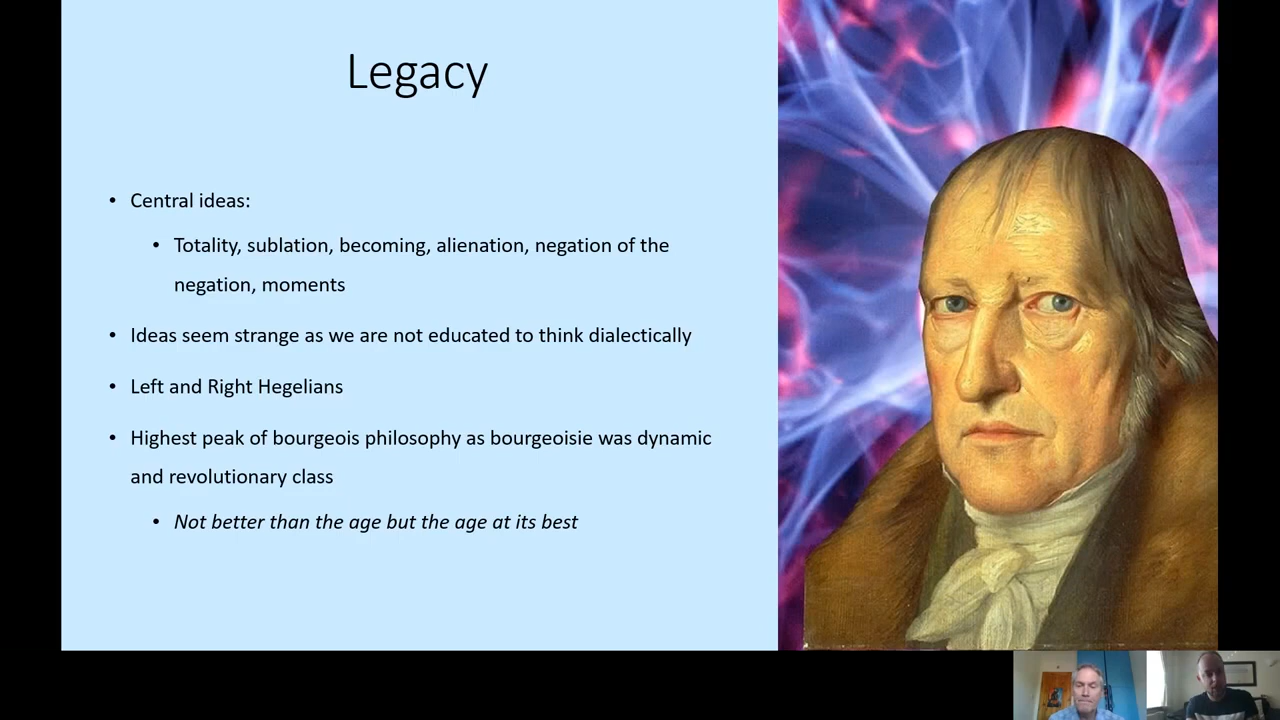 Legacy
• Central ideas:
• Totality, sublation, becoming, alienation, negation of the
negation, moments
• Ideas seem strange as we are not educated to think dialectically
• Left and Right Hegelians
• Highest peak of bourgeois philosophy as bourgeoisie was dynamic
and revolutionary class
• Not better than the age but the age at its best